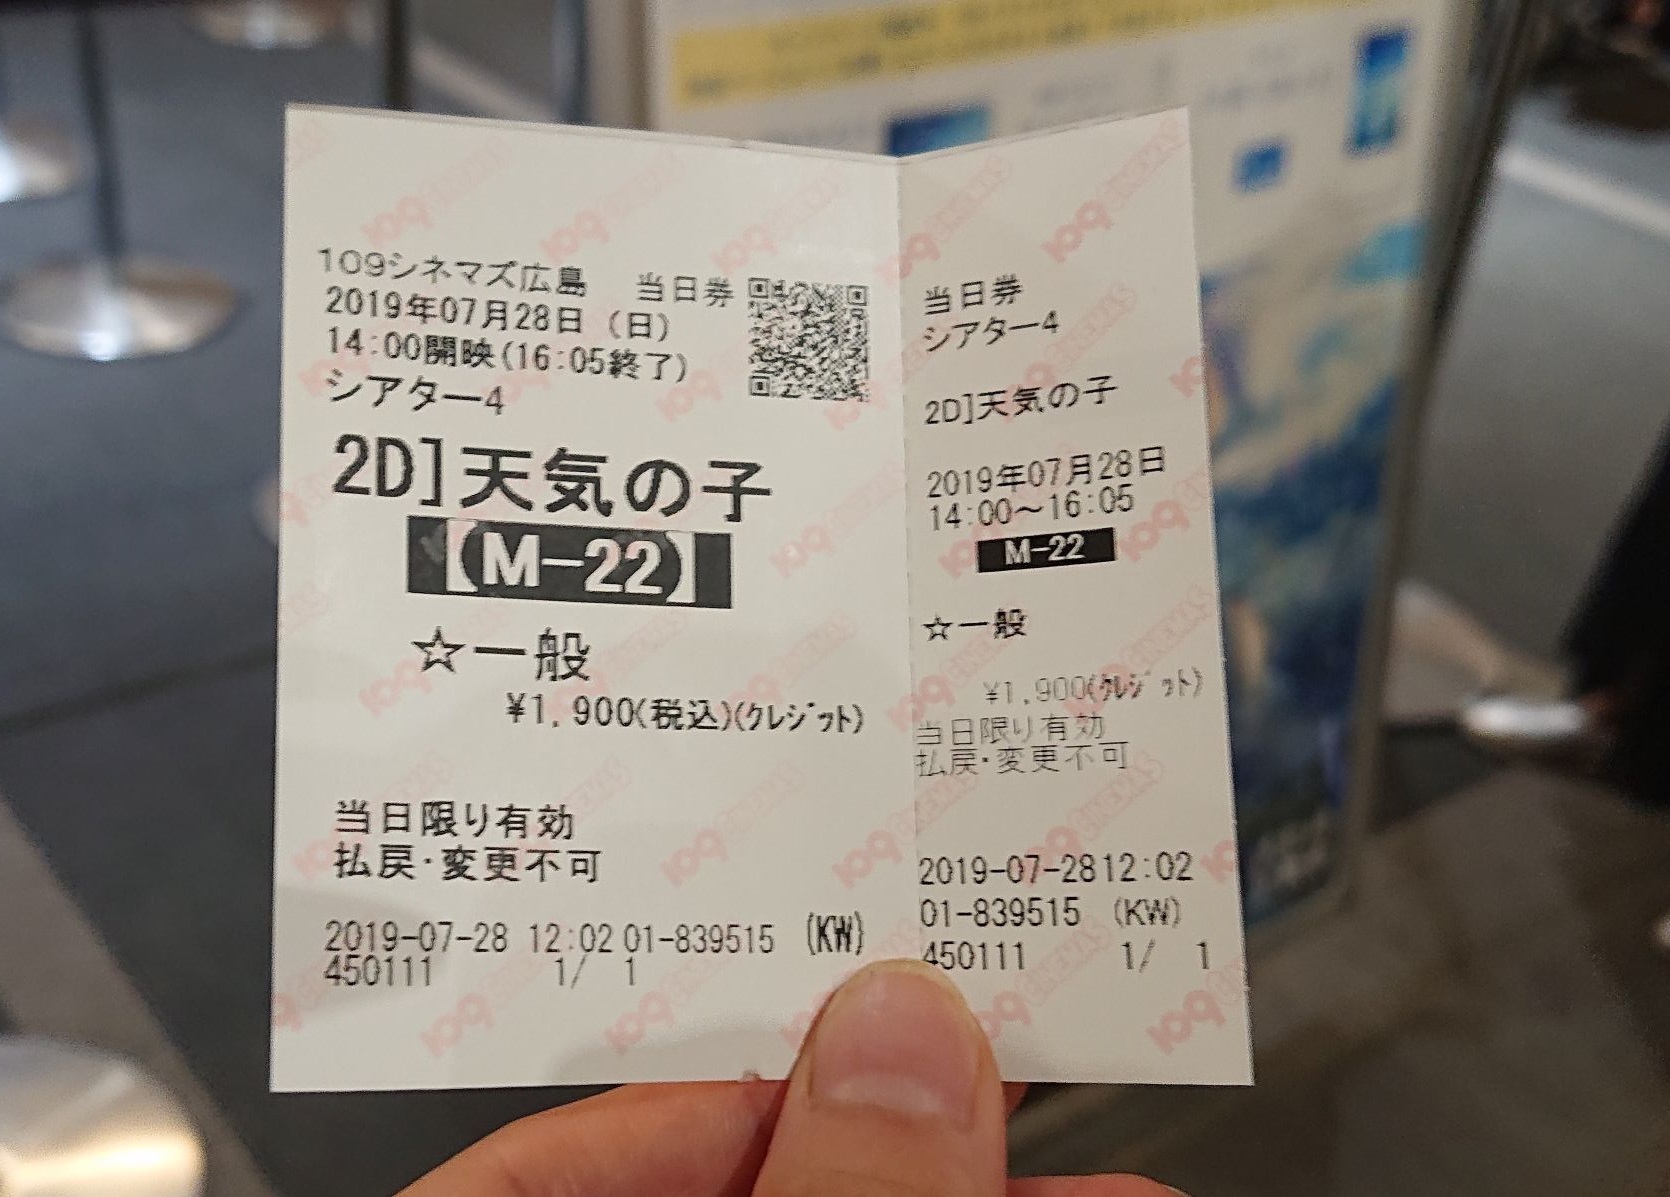 109シネマズ広島 当日券
2019年07月28日 (日)
14:00開映(16:05終了)
シアター4
2D]天気の子
【M-22】
☆一般
¥1,900(税込)(クレジット)
当日限り有効
払戻・変更不可
2019-07-28 12:02 01-839515 (KW)
450111 1/ 1
当日券
シアター4
2D]天気の子
2019年07月28日
14:00～16:05
M-22
☆一般
¥1,900(クレジット)
当日限り有効
払戻・変更不可
2019-07-28 12:02
01-839515 (KW)
450111 1/ 1
109 CINEMAS